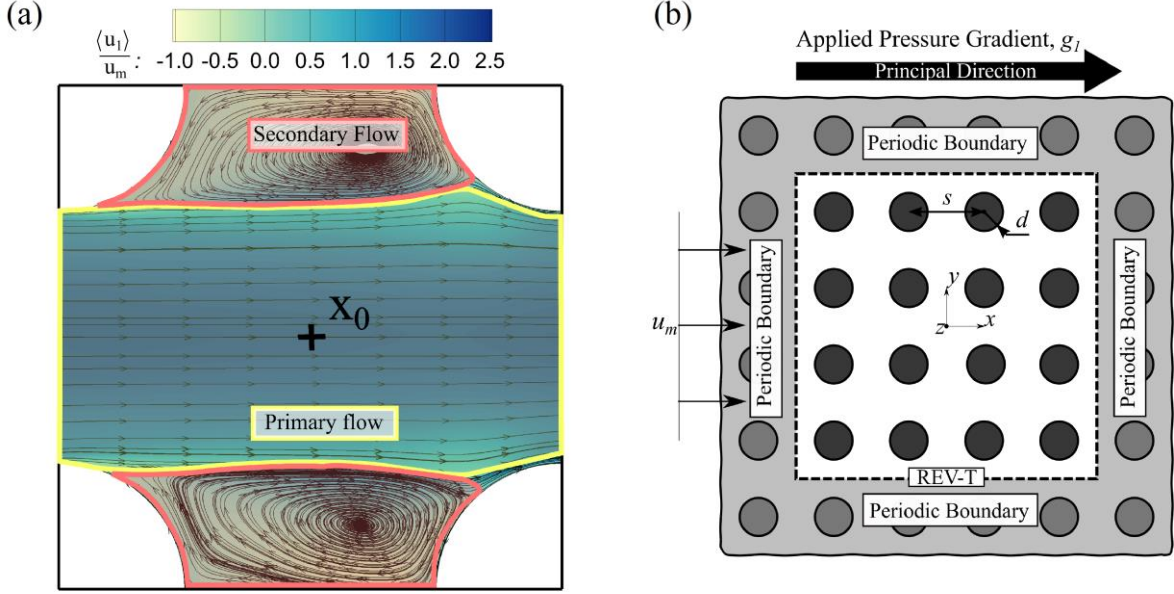 (a)
⟨u₁⟩
uₘ :
-1.0 -0.5 0.0 0.5 1.0 1.5 2.0 2.5
Secondary Flow
x₀
Primary flow
(b)
Applied Pressure Gradient, g₁
Principal Direction
Periodic Boundary
s
d
Periodic Boundary
uₘ
y
z
x
Periodic Boundary
REV-T
Periodic Boundary